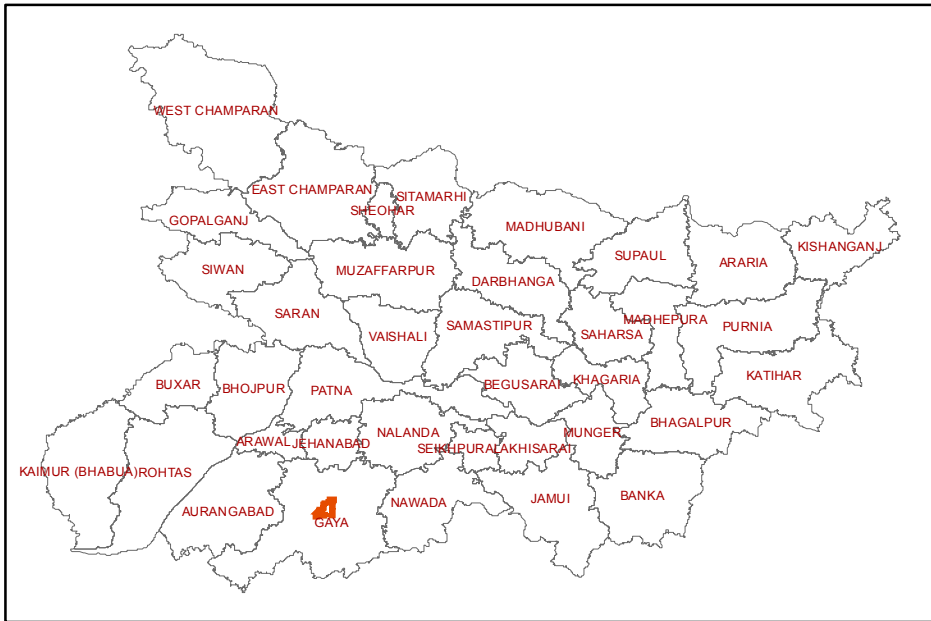 WEST CHAMPARAN
EAST CHAMPARAN
SITAMARHI
SHEOHAR
GOPALGANJ
MADHUBANI
SUPAUL
ARARIA
KISHANGANJ
SIWAN
MUZAFFARPUR
DARBHANGA
SARAN
VAISHALI
SAMASTIPUR
SAHARSA
MADHEPURA
PURNIA
BUXAR
BHOJPUR
PATNA
BEGUSARAI
KHAGARIA
KATIHAR
ARAWAL
JEHANABAD
NALANDA
SEIKHPURA
LAKHISARAI
MUNGER
BHAGALPUR
KAIMUR (BHABUA)
ROHTAS
AURANGABAD
GAYA
NAWADA
JAMUI
BANKA